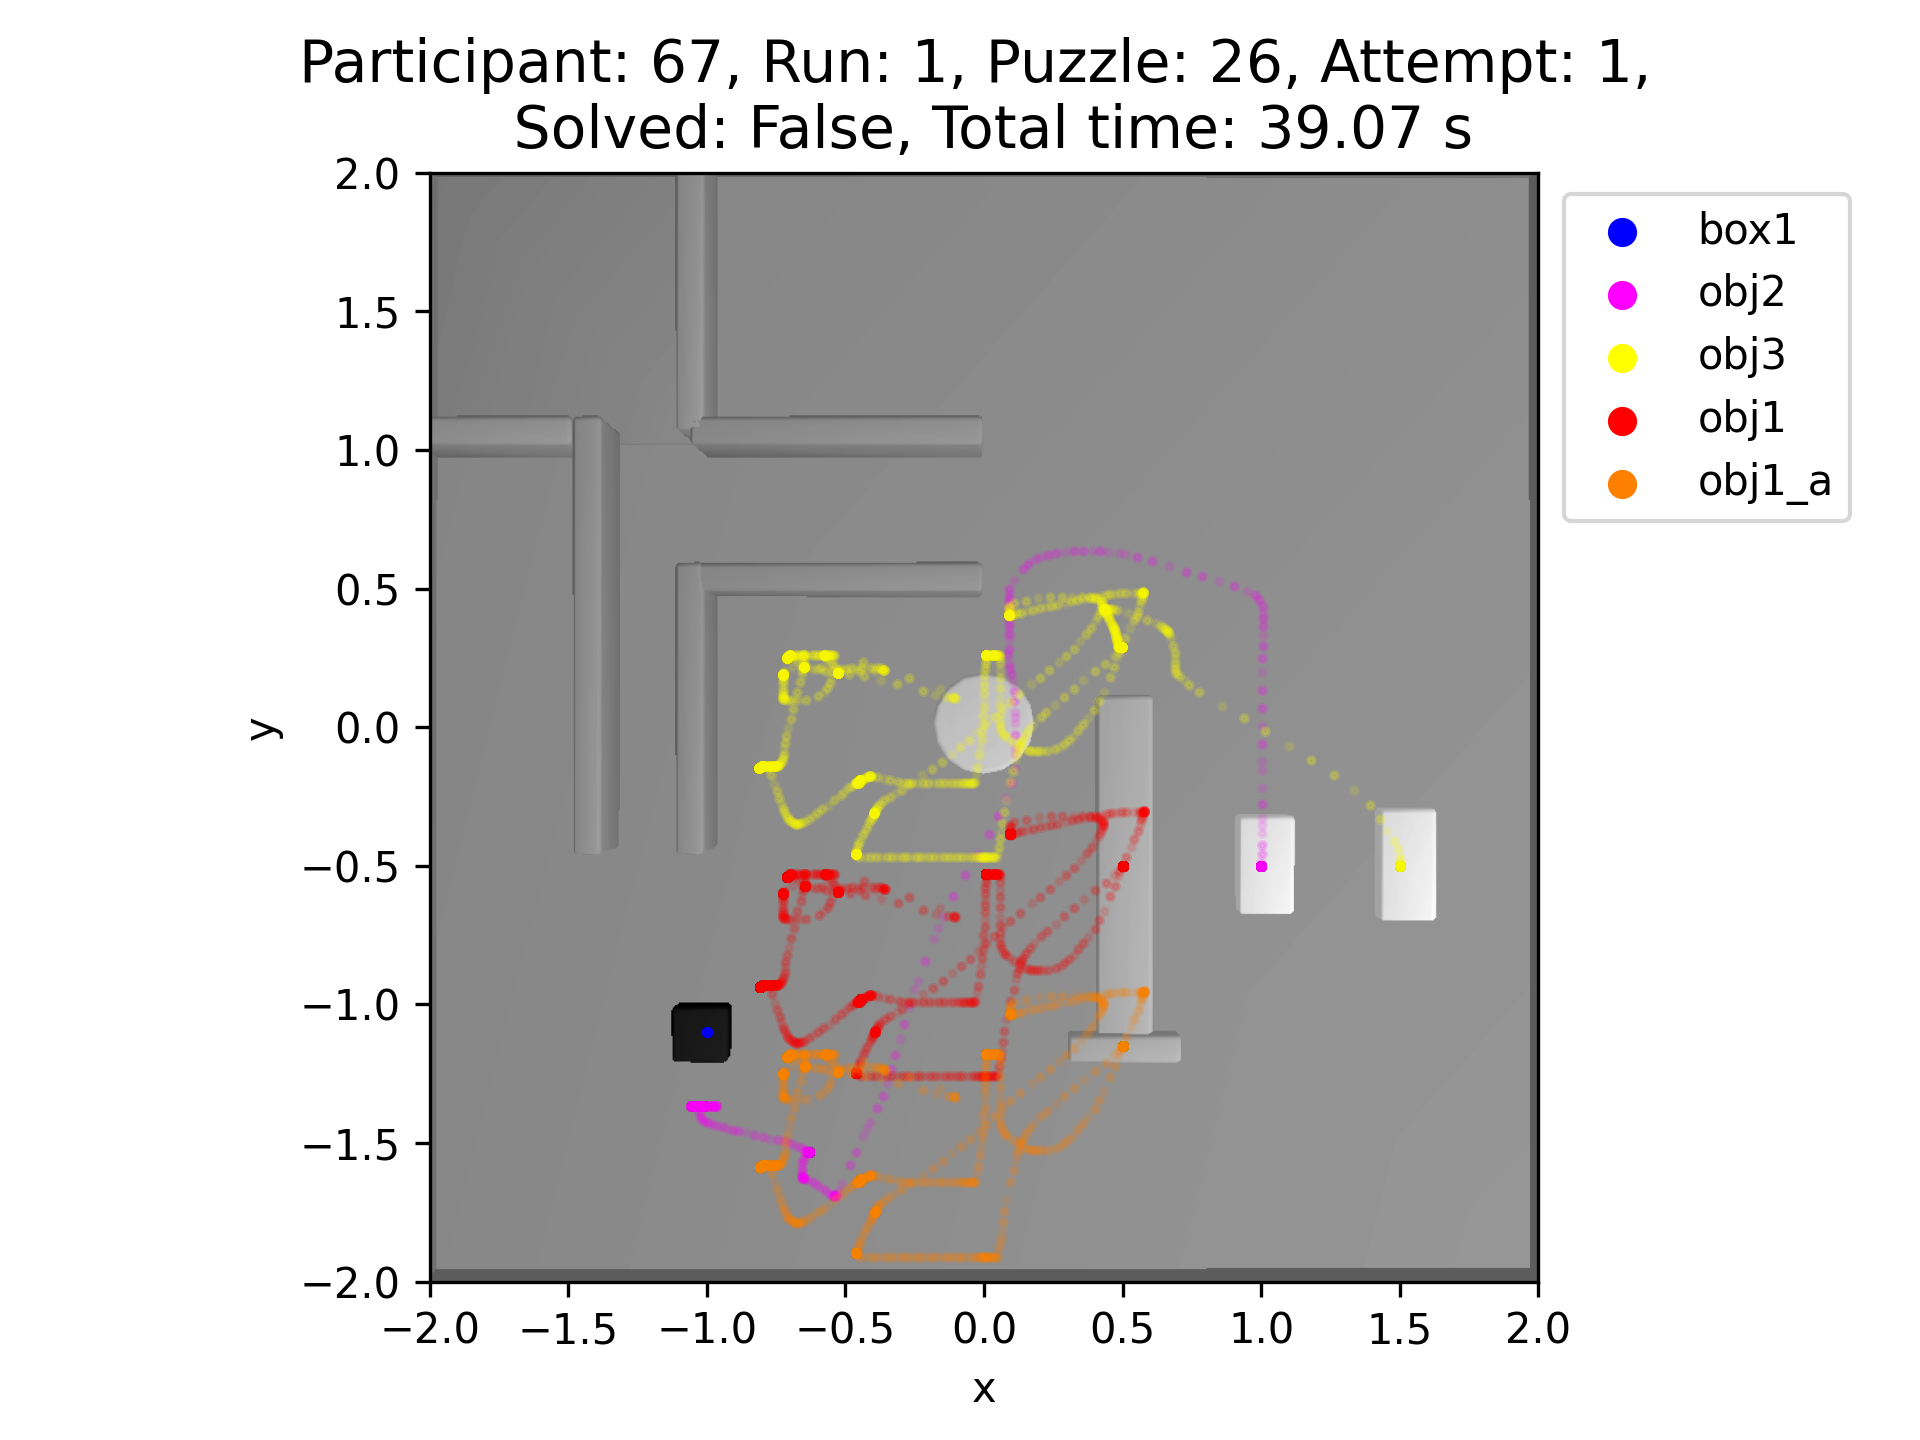 Participant: 67, Run: 1, Puzzle: 26, Attempt: 1,
Solved: False, Total time: 39.07 s
2.0
1.5
1.0
0.5
0.0
−0.5
−1.0
−1.5
−2.0
y
−2.0 −1.5 −1.0 −0.5 0.0 0.5 1.0 1.5 2.0
x
box1
obj2
obj3
obj1
obj1_a